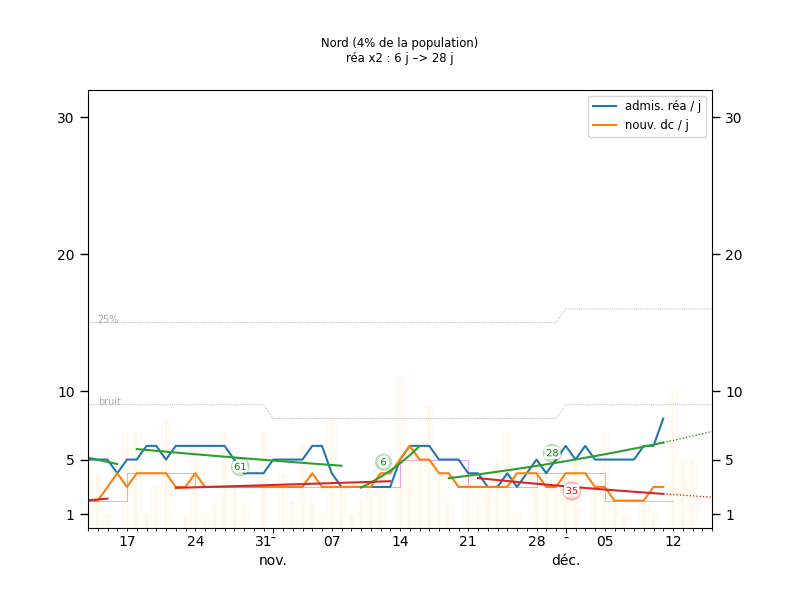 Nord (4% de la population)
réa x2 : 6 j –> 28 j
admis. réa / j
nouv. dc / j
30 30
20 20
25%
10 10
bruit
5 5
61 6 28 35
1 1
17 24 31 - 07 14 21 28 - 05 12
nov. déc.